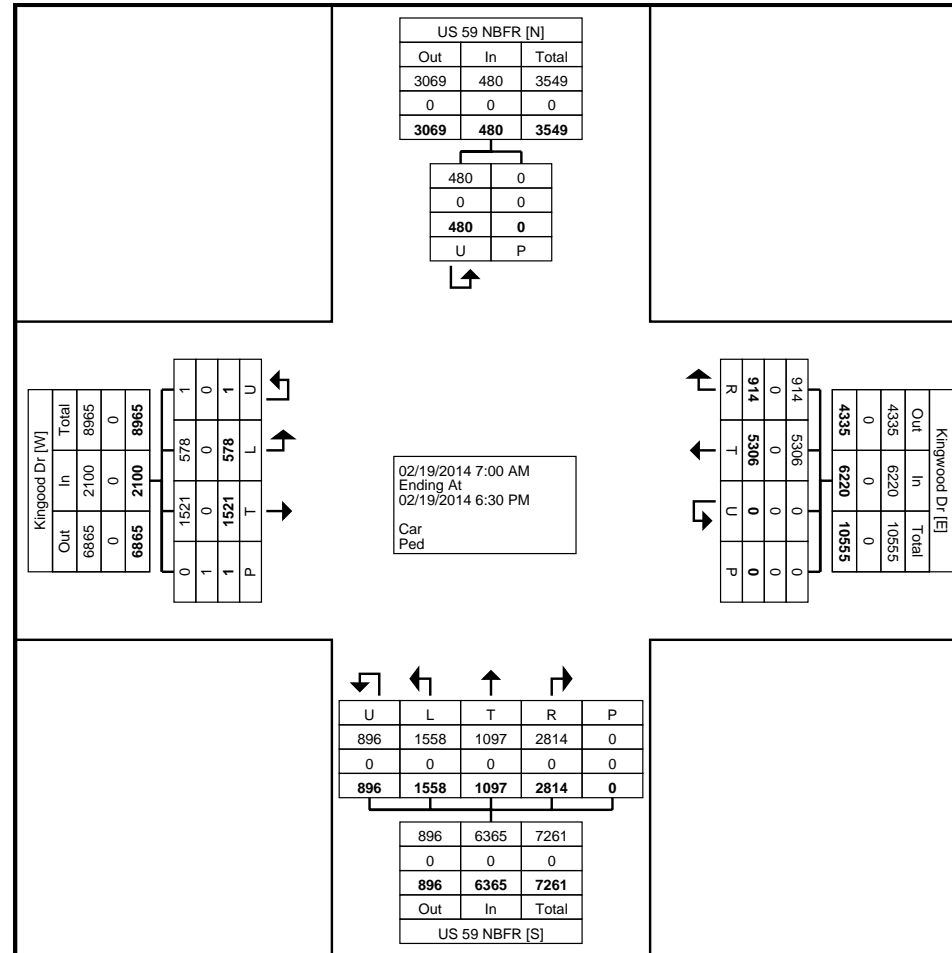 US 59 NBFR [N]
Out In Total
3069 480 3549
0 0 0
3069 480 3549
480 0
0 0
480 0
U P
Kingood Dr [W]
Total In Out
8965 2100 6865
0 0 0
8965 2100 6865
1 578 1521 0
0 0 0 1
1 578 1521 1
U L T P
02/19/2014 7:00 AM
Ending At
02/19/2014 6:30 PM
Car
Ped
R T U P
914 5306 0 0
0 0 0 0
914 5306 0 0
Kingwood Dr [E]
Out In Total
4335 6220 10555
0 0 0
4335 6220 10555
U L T R P
896 1558 1097 2814 0
0 0 0 0 0
896 1558 1097 2814 0
896 6365 7261
0 0 0
896 6365 7261
Out In Total
US 59 NBFR [S]